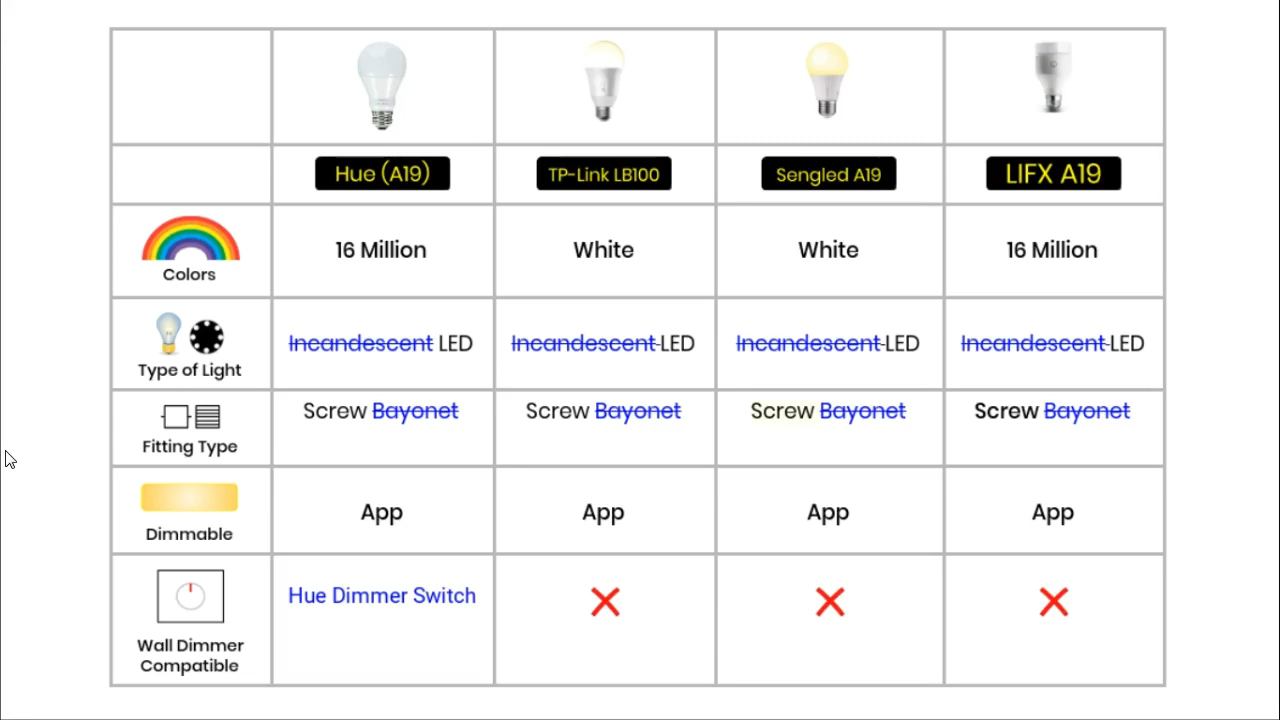 Hue (A19) TP-Link LB100 Sengled A19 LIFX A19
Colors 16 Million White White 16 Million
Type of Light Incandescent LED Incandescent LED Incandescent LED Incandescent LED
Fitting Type Screw Bayonet Screw Bayonet Screw Bayonet Screw Bayonet
Dimmable App App App App
Wall Dimmer
Compatible Hue Dimmer Switch